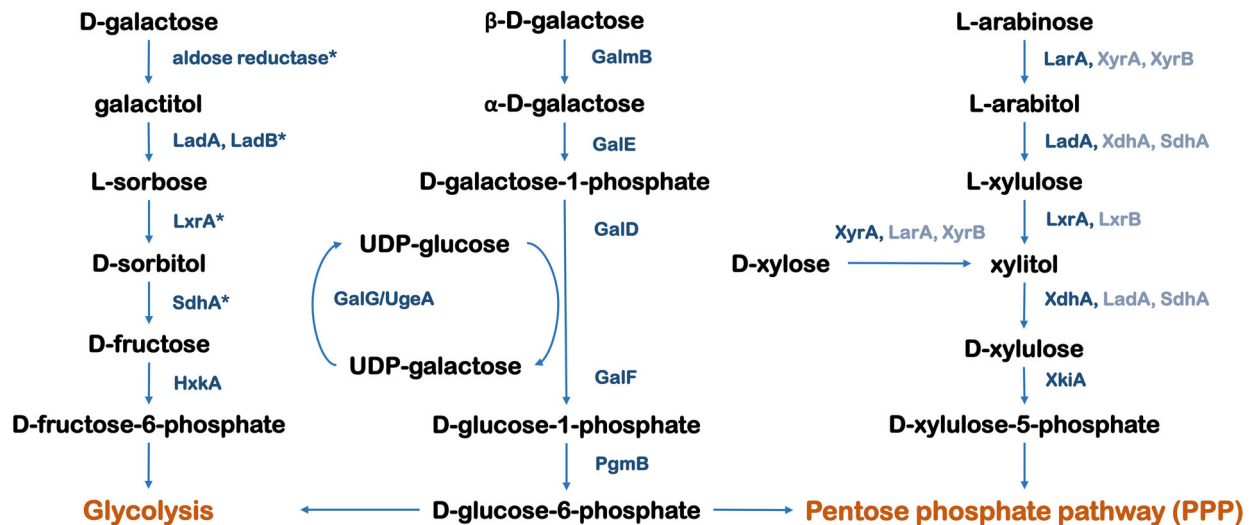 D-galactose
aldose reductase*
galactitol
LadA, LadB*
L-sorbose
LxrA*
D-sorbitol
SdhA*
D-fructose
HxkA
D-fructose-6-phosphate
Glycolysis
β-D-galactose
GalmB
α-D-galactose
GalE
D-galactose-1-phosphate
GalD
UDP-glucose
GalG/UgeA
UDP-galactose
GalF
D-glucose-1-phosphate
PgmB
D-glucose-6-phosphate
L-arabinose
LarA, XyrA, XyrB
L-arabitol
LadA, XdhA, SdhA
L-xylulose
LxrA, LxrB
XyrA, LarA, XyrB
D-xylose
xylitol
XdhA, LadA, SdhA
D-xylulose
XkiA
D-xylulose-5-phosphate
Pentose phosphate pathway (PPP)